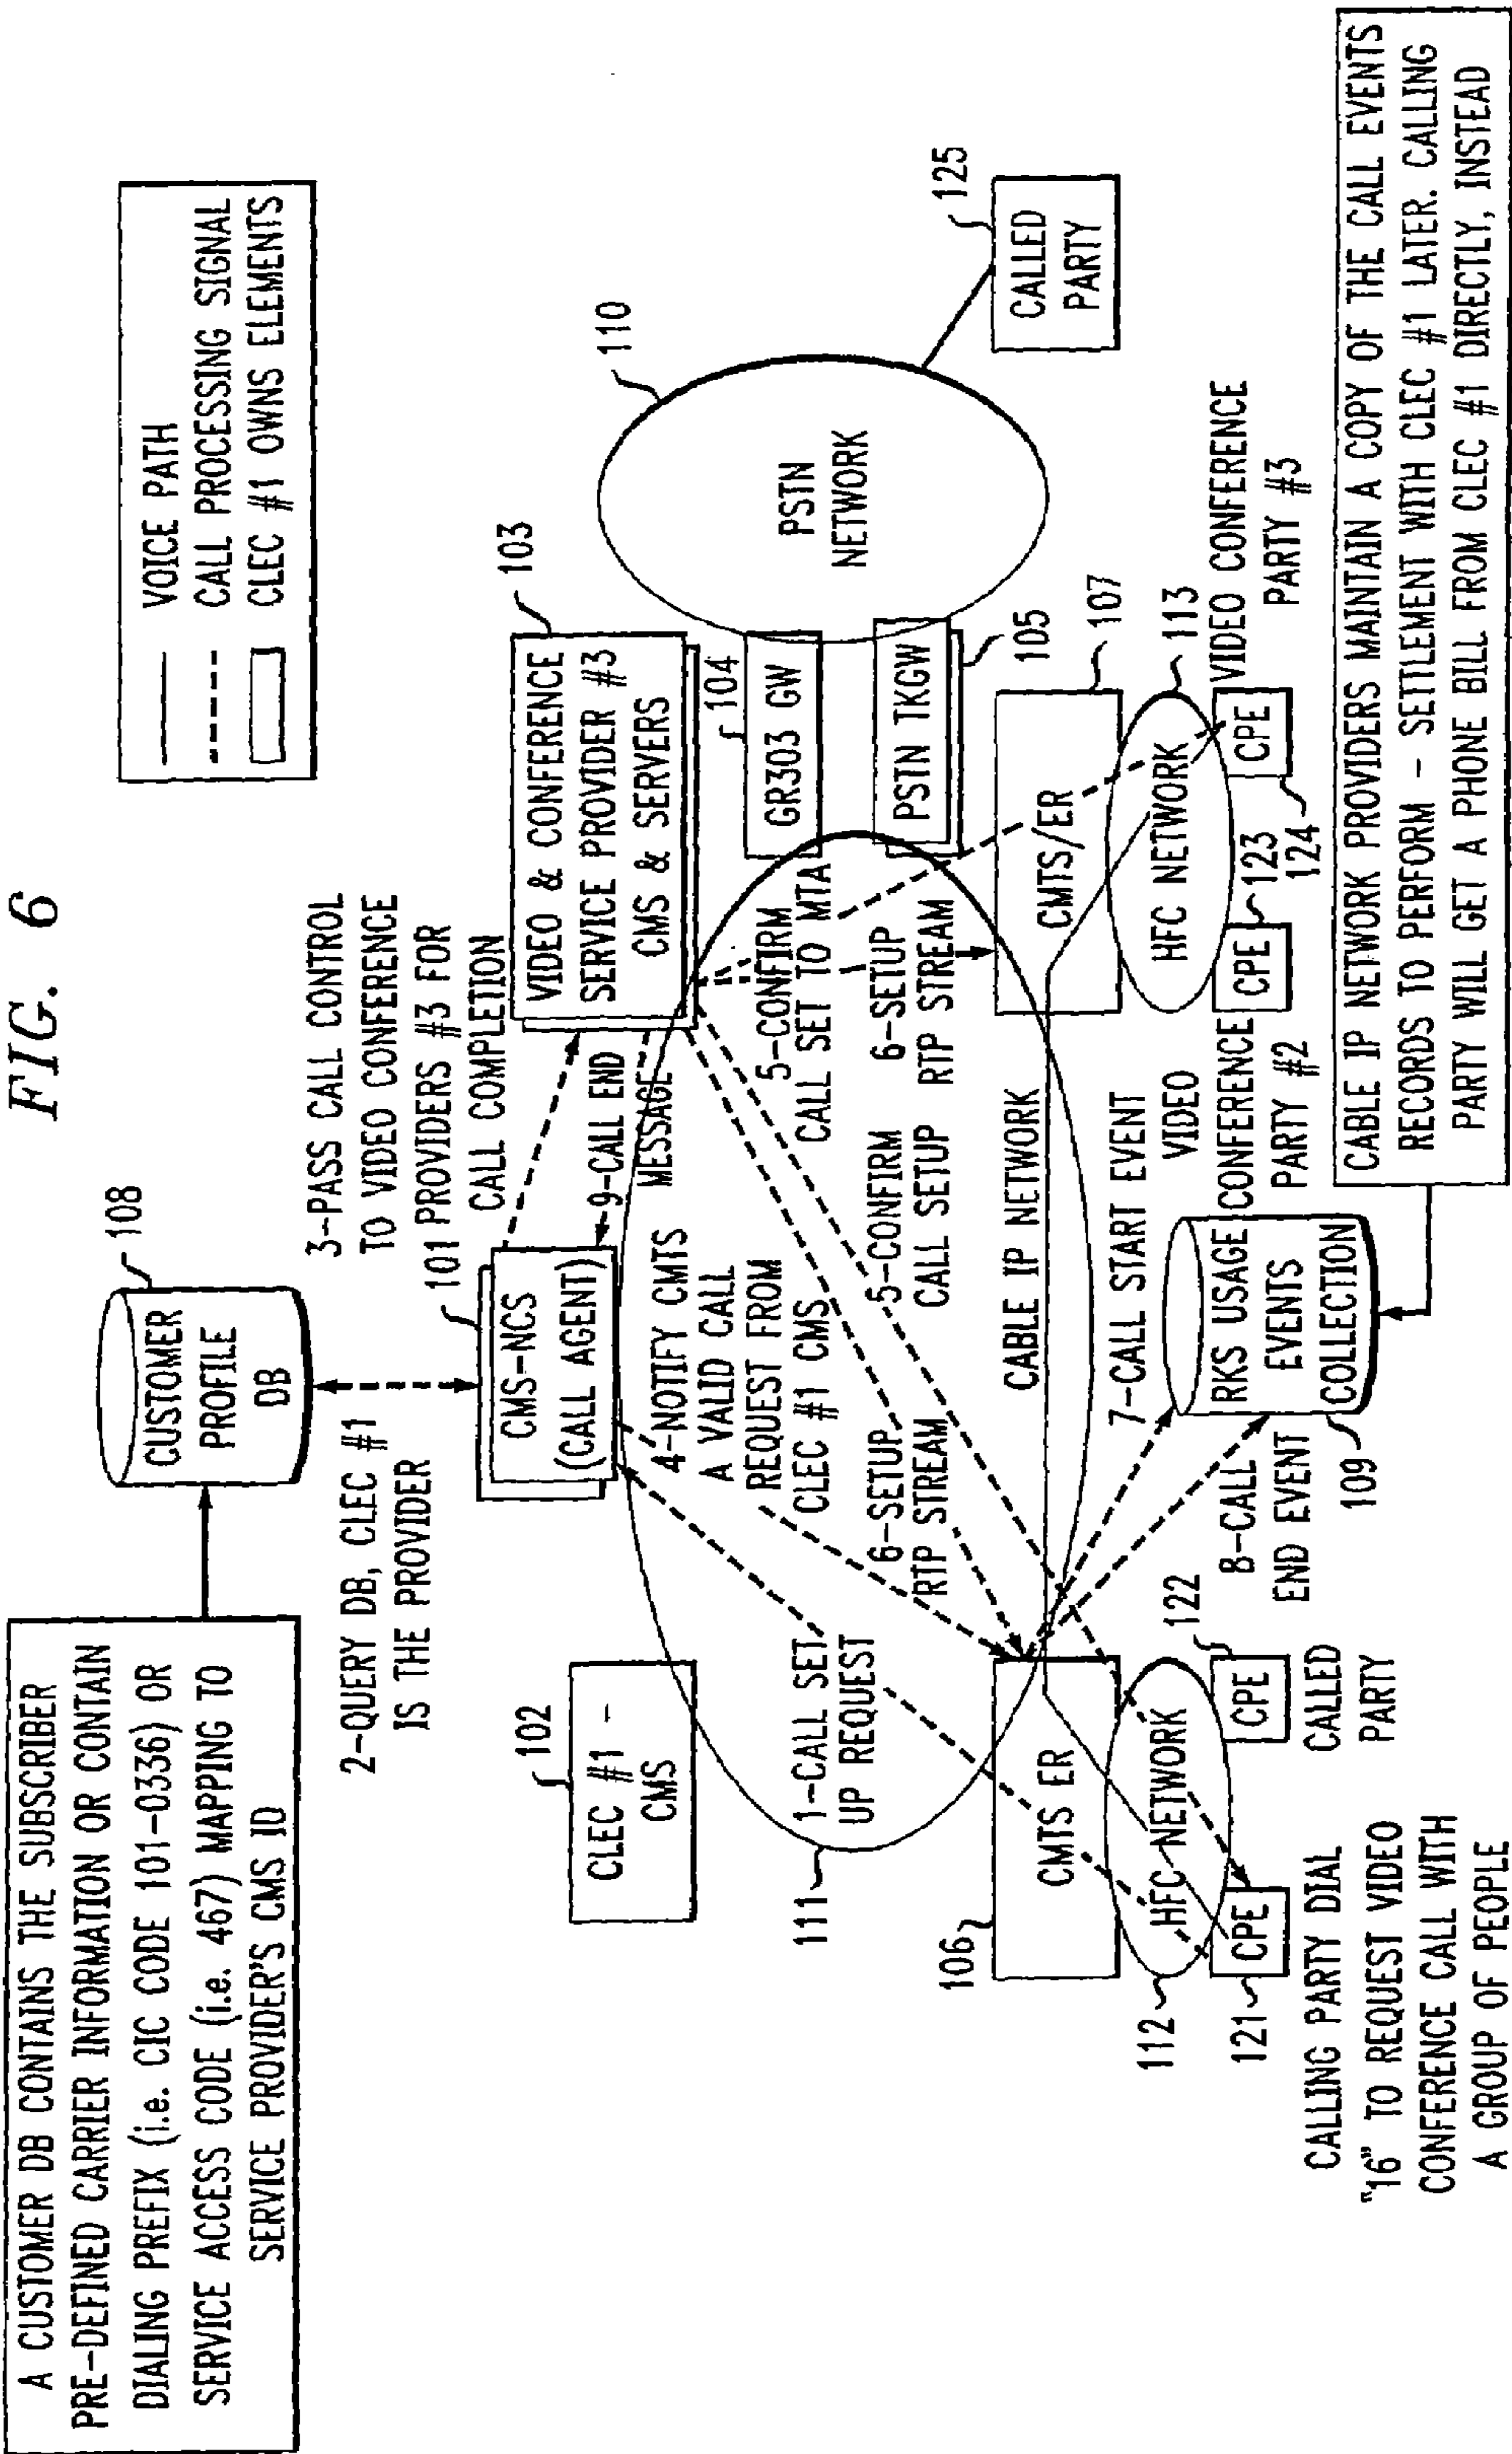 FIG. 6
A CUSTOMER DB CONTAINS THE SUBSCRIBER
PRE-DEFINED CARRIER INFORMATION OR CONTAIN
DIALING PREFIX (i.e. CIC CODE 101-0336) OR
SERVICE ACCESS CODE (i.e. 467) MAPPING TO
SERVICE PROVIDER'S CMS ID
CUSTOMER
PROFILE
DB
108
VOICE PATH
CALL PROCESSING SIGNAL
CLEC #1 OWNS ELEMENTS
2-QUERY DB, CLEC #1
IS THE PROVIDER
3-PASS CALL CONTROL
TO VIDEO CONFERENCE
PROVIDERS #3 FOR
CALL COMPLETION
101
CMS-NCS
(CALL AGENT)
102
CLEC #1 -
CMS
103
VIDEO & CONFERENCE
SERVICE PROVIDER #3
CMS & SERVERS
9-CALL END
MESSAGE
4-NOTIFY CMTS
A VALID CALL
REQUEST FROM
CLEC #1 CMS
104
GR303 GW
PSTN TKGW
105
PSTN
NETWORK
110
111
1-CALL SET
UP REQUEST
6-SETUP
RTP STREAM
5-CONFIRM
CALL SETUP
5-CONFIRM
CALL SET TO MTA
6-SETUP
RTP STREAM
CABLE IP NETWORK
106
CMTS ER
CMTS/ER
107
CALLED
PARTY
125
112
HFC NETWORK
HFC NETWORK
113
121
CPE
122
CPE
CALLED
PARTY
7-CALL START EVENT
8-CALL
END EVENT
109
RKS USAGE
EVENTS
COLLECTION
VIDEO
CONFERENCE
PARTY #2
CPE
123
CPE
124
VIDEO CONFERENCE
PARTY #3
CALLING PARTY DIAL
"16" TO REQUEST VIDEO
CONFERENCE CALL WITH
A GROUP OF PEOPLE
CABLE IP NETWORK PROVIDERS MAINTAIN A COPY OF THE CALL EVENTS
RECORDS TO PERFORM - SETTLEMENT WITH CLEC #1 LATER. CALLING
PARTY WILL GET A PHONE BILL FROM CLEC #1 DIRECTLY, INSTEAD